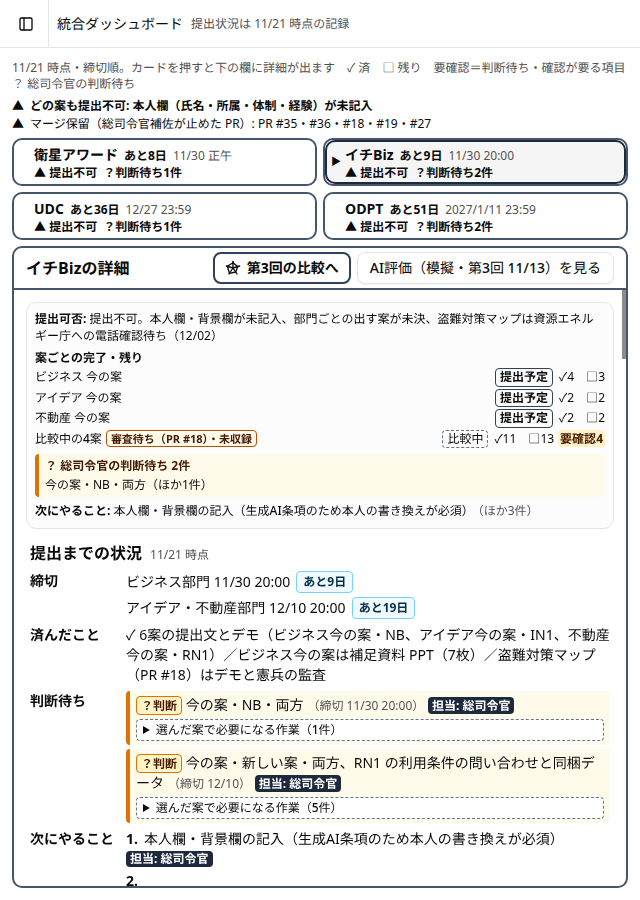 統合ダッシュボード 提出状況は 11/21 時点の記録
11/21 時点・締切順。カードを押すと下の欄に詳細が出ます ✓ 済 □ 残り 要確認＝判断待ち・確認が要る項目
？ 総司令官の判断待ち
▲ どの案も提出不可: 本人欄（氏名・所属・体制・経験）が未記入
▲ マージ保留（総司令官補佐が止めた PR）: PR #35・#36・#18・#19・#27
衛星アワード あと8日 11/30 正午
▲ 提出不可 ？判断待ち1件
▶ イチBiz あと9日 11/30 20:00
▲ 提出不可 ？判断待ち2件
UDC あと36日 12/27 23:59
▲ 提出不可 ？判断待ち1件
ODPT あと51日 2027/1/11 23:59
▲ 提出不可 ？判断待ち2件
イチBizの詳細 第3回の比較へ AI評価（模擬・第3回 11/13）を見る
提出可否: 提出不可。本人欄・背景欄が未記入、部門ごとの出す案が未決、盗難対策マップは資源エネル
ギー庁への電話確認待ち（12/02）
案ごとの完了・残り
ビジネス 今の案 提出予定 ✓4 □3
アイデア 今の案 提出予定 ✓2 □2
不動産 今の案 提出予定 ✓2 □2
比較中の4案 審査待ち（PR #18）・未収録 比較中 ✓11 □13 要確認4
？ 総司令官の判断待ち 2件
今の案・NB・両方（ほか1件）
次にやること: 本人欄・背景欄の記入（生成AI条項のため本人の書き換えが必須）（ほか3件）
提出までの状況 11/21 時点
締切 ビジネス部門 11/30 20:00 あと9日
アイデア・不動産部門 12/10 20:00 あと19日
済んだこと ✓ 6案の提出文とデモ（ビジネス今の案・NB、アイデア今の案・IN1、不動産
今の案・RN1）／ビジネス今の案は補足資料 PPT（7枚）／盗難対策マップ
（PR #18）はデモと憲兵の監査
判断待ち ？判断 今の案・NB・両方 （締切 11/30 20:00） 担当: 総司令官
▶ 選んだ案で必要になる作業（1件）
？判断 今の案・新しい案・両方、RN1 の利用条件の問い合わせと同梱デ
ータ （締切 12/10） 担当: 総司令官
▶ 選んだ案で必要になる作業（5件）
次にやること 1. 本人欄・背景欄の記入（生成AI条項のため本人の書き換えが必須）
担当: 総司令官
2.